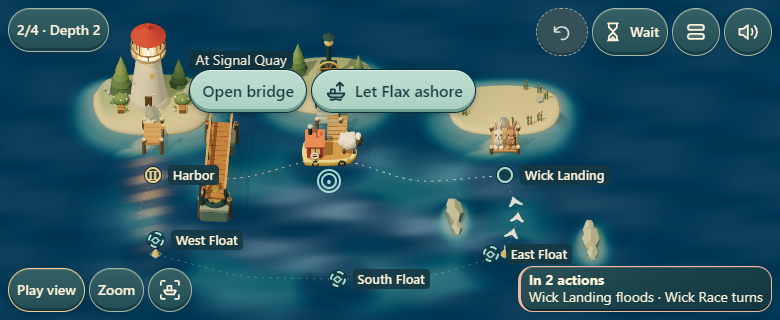 2/4 · Depth 2
Wait
At Signal Quay
Open bridge
Let Flax ashore
Harbor
Wick Landing
West Float
East Float
South Float
Play view
Zoom
In 2 actions
Wick Landing floods · Wick Race turns